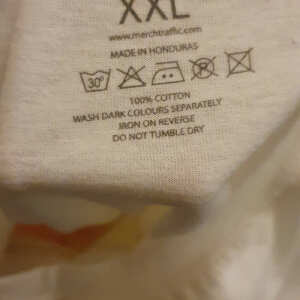 XXL
www.merchtraffic.com
MADE IN HONDURAS
30°
100% COTTON
WASH DARK COLOURS SEPARATELY
IRON ON REVERSE
DO NOT TUMBLE DRY